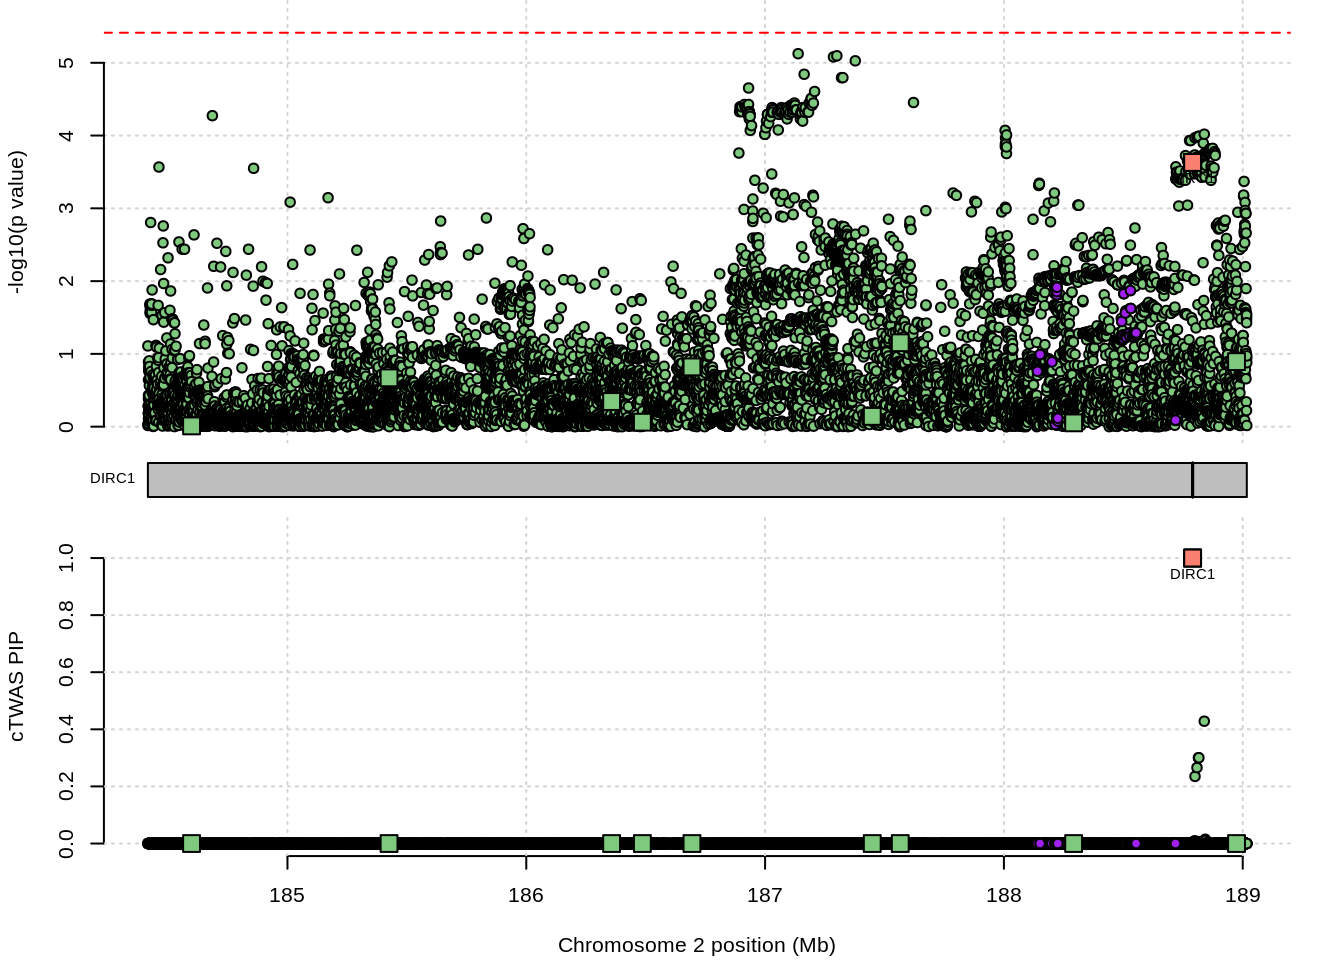 5
4
3
2
1
0
-log10(p value)
DIRC1
1.0
0.8
0.6
0.4
0.2
0.0
cTWAS PIP
DIRC1
185 186 187 188 189
Chromosome 2 position (Mb)